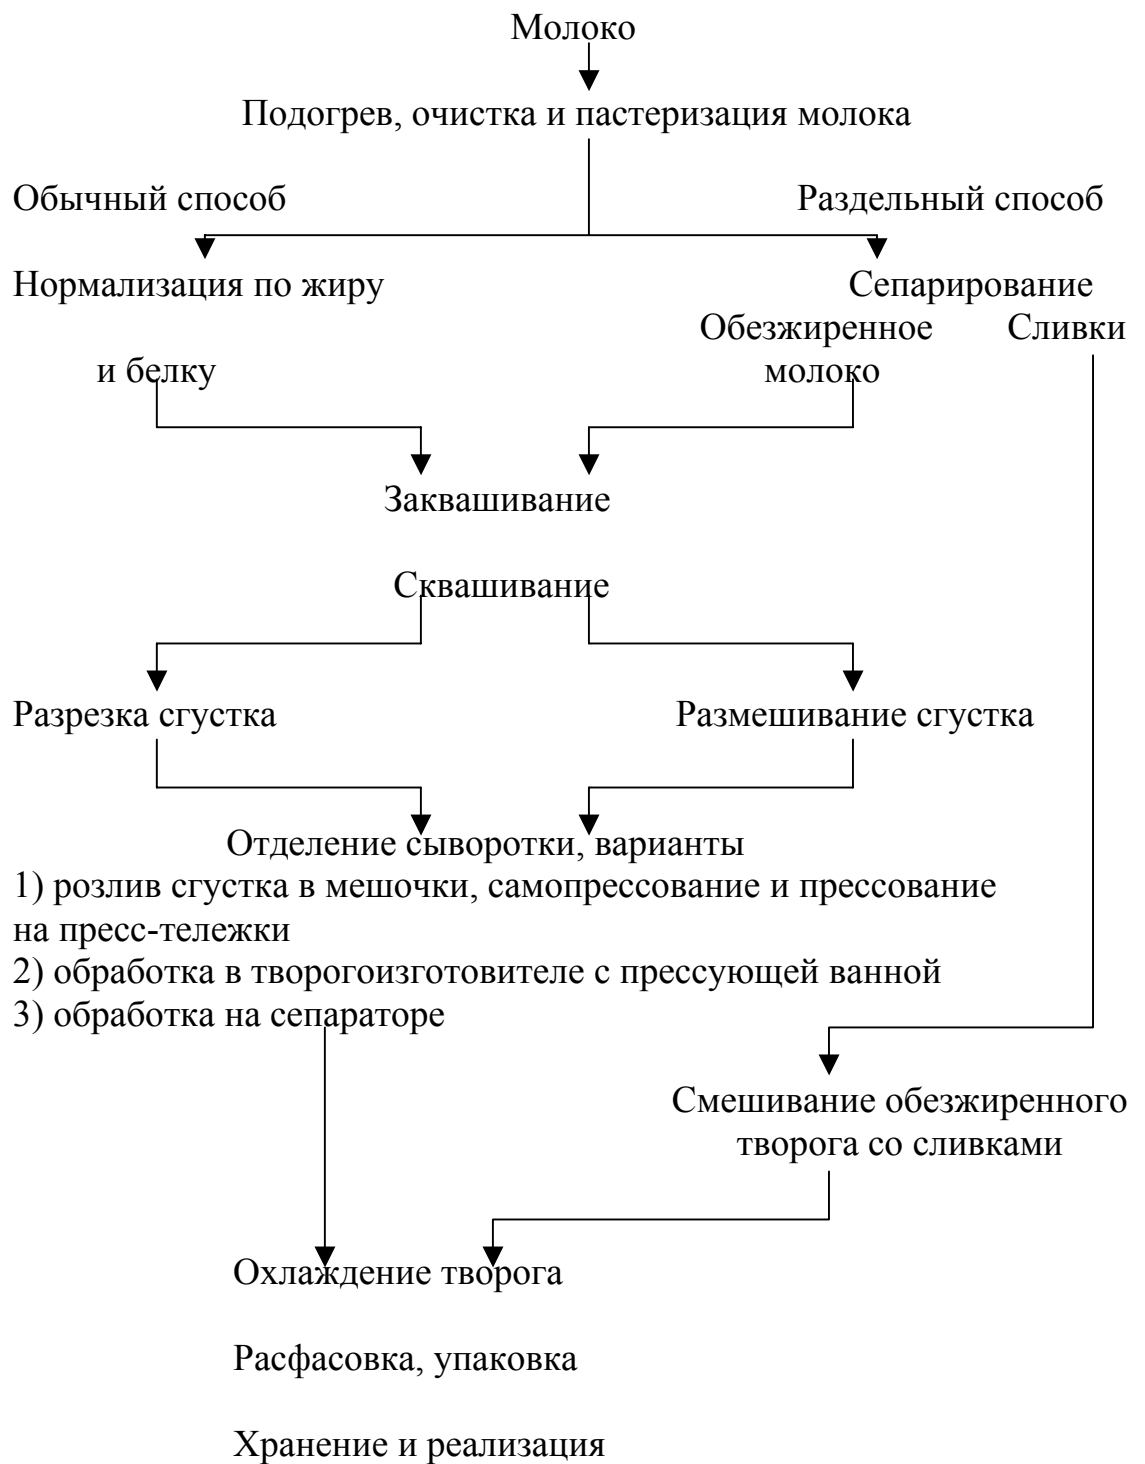 Молоко
Подогрев, очистка и пастеризация молока
Обычный способ
Раздельный способ
Нормализация по жиру
Сепарирование
Обезжиренное
Сливки
и белку
молоко
Заквашивание
Сквашивание
Разрезка сгустка
Размешивание сгустка
Отделение сыворотки, варианты
1) розлив сгустка в мешочки, самопрессование и прессование
на пресс-тележки
2) обработка в творогоизготовителе с прессующей ванной
3) обработка на сепараторе
Смешивание обезжиренного
творога со сливками
Охлаждение творога
Расфасовка, упаковка
Хранение и реализация